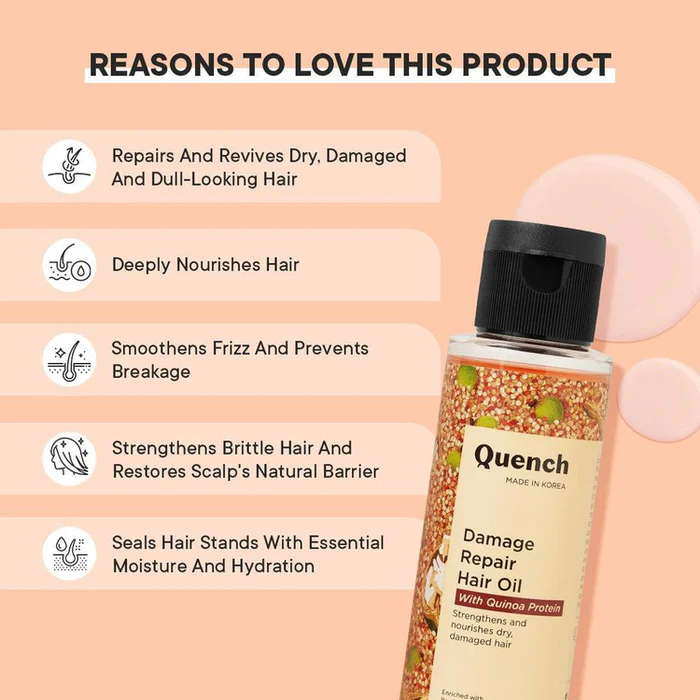 REASONS TO LOVE THIS PRODUCT
Repairs And Revives Dry, Damaged
And Dull-Looking Hair
Deeply Nourishes Hair
Smoothens Frizz And Prevents
Breakage
Strengthens Brittle Hair And
Restores Scalp's Natural Barrier
Seals Hair Stands With Essential
Moisture And Hydration
Quench
MADE IN KOREA
Damage
Repair
Hair Oil
With Quinoa Protein
Strengthens and
nourishes dry,
damaged hair
Enriched with